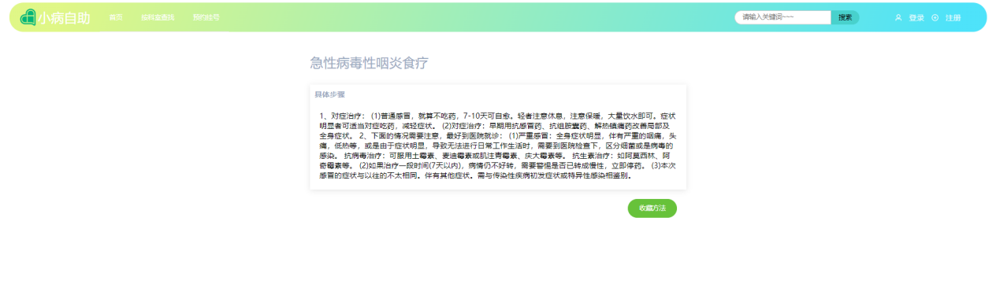 小病自助 首页 按科室查找 预约挂号 请输入关键词~~~ 搜索 登录 注册
急性病毒性咽炎食疗
具体步骤
1、对症治疗： (1)普通感冒，就算不吃药，7-10天可自愈。轻者注意休息，注意保暖，大量饮水即可。症状
明显者可适当对症吃药，减轻症状。 (2)对症治疗：早期用抗感冒药、抗组胺囊药、解热镇痛药改善局部及
全身症状。 2、下面的情况需要注意，最好到医院就诊： (1)严重感冒：全身症状明显，伴有严重的咽痛，头
痛，低热等，或是由于症状明显，导致无法进行日常工作生活时，需要到医院检查下，区分细菌或是病毒的
感染。 抗病毒治疗：可服用土霉素、麦迪霉素或肌注青霉素、庆大霉素等。 抗生素治疗：如阿莫西林、阿
奇霉素等。 (2)如果治疗一段时间(7天以内)，病情仍不好转，需要警惕是否已转成慢性，立即停药。 (3)本次
感冒的症状与以往的不太相同。伴有其他症状。需与传染性疾病初发症状或特异性感染相鉴别。
收藏方法